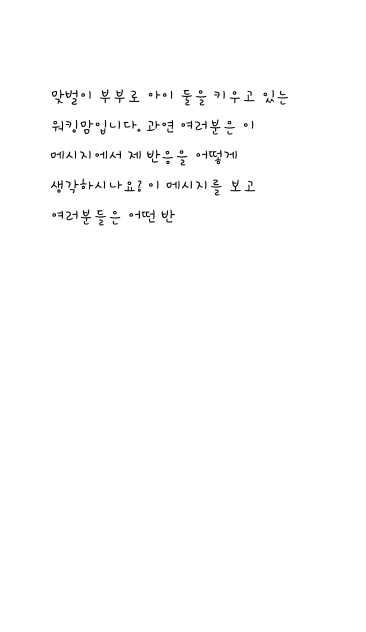 맞벌이 부부로 아이 둘을 키우고 있는
워킹맘입니다. 과연 여러분은 이
메시지에서 제 반응을 어떻게
생각하시나요? 이 메시지를 보고
여러분들은 어떤 반